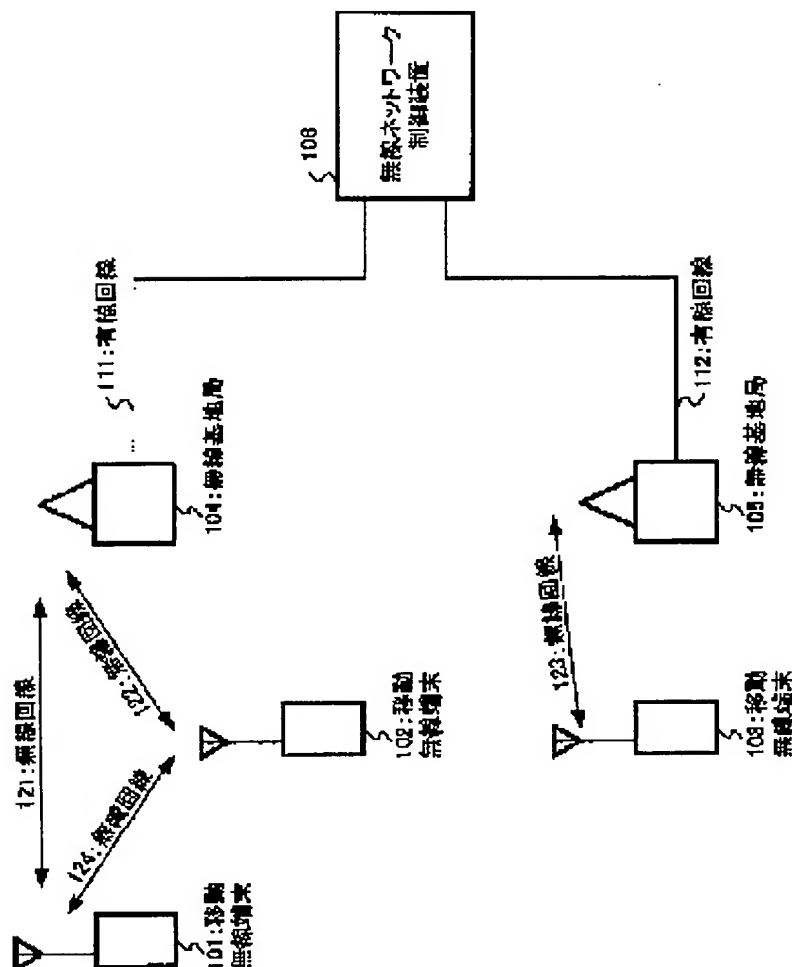 無線ネットワーク
制御装置
106
111:有線回線
112:有線回線
104:無線基地局
105:無線基地局
121:無線回線
122:無線回線
123:無線回線
124:無線回線
101:移動
無線端末
102:移動
無線端末
103:移動
無線端末